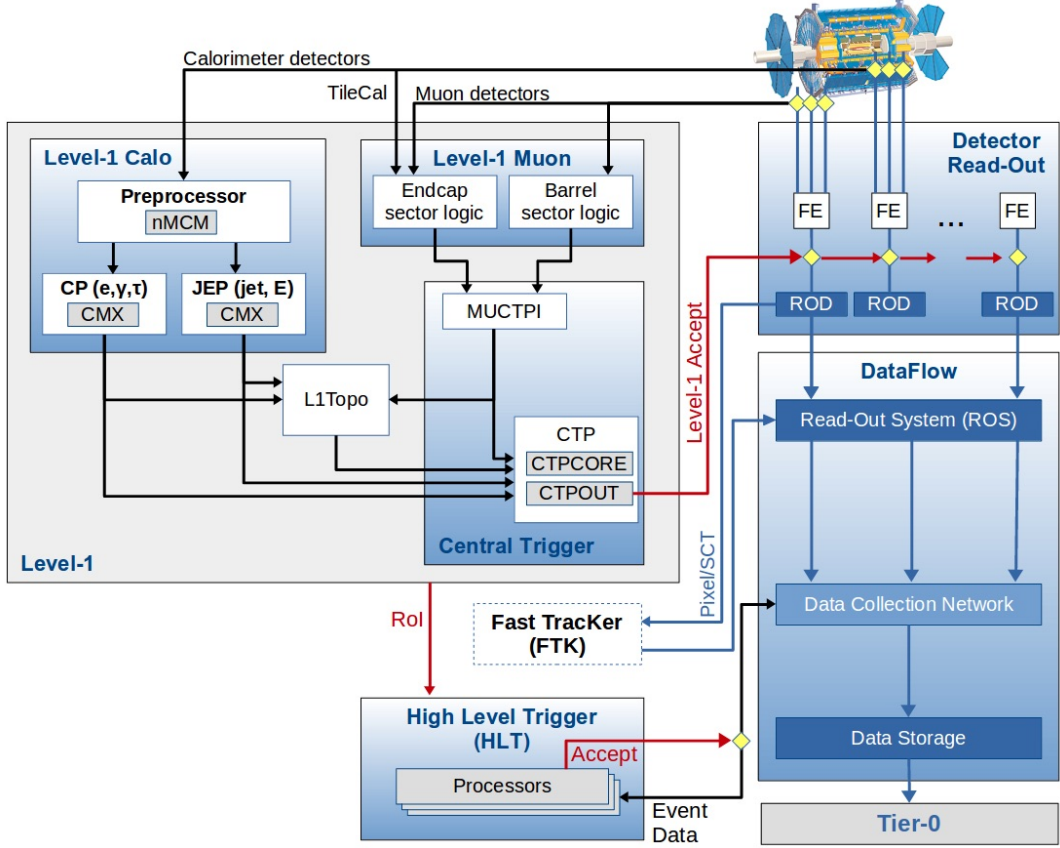 Calorimeter detectors
TileCal
Muon detectors
Level-1 Calo
Preprocessor
nMCM
CP (e,γ,τ)
CMX
JEP (jet, E)
CMX
Level-1 Muon
Endcap
sector logic
Barrel
sector logic
MUCTPI
L1Topo
CTP
CTPCORE
CTPOUT
Central Trigger
Level-1
Level-1 Accept
Detector
Read-Out
FE
FE
...
FE
ROD
ROD
ROD
DataFlow
Read-Out System (ROS)
Data Collection Network
Data Storage
Tier-0
Pixel/SCT
Fast TracKer
(FTK)
RoI
High Level Trigger
(HLT)
Accept
Processors
Event
Data